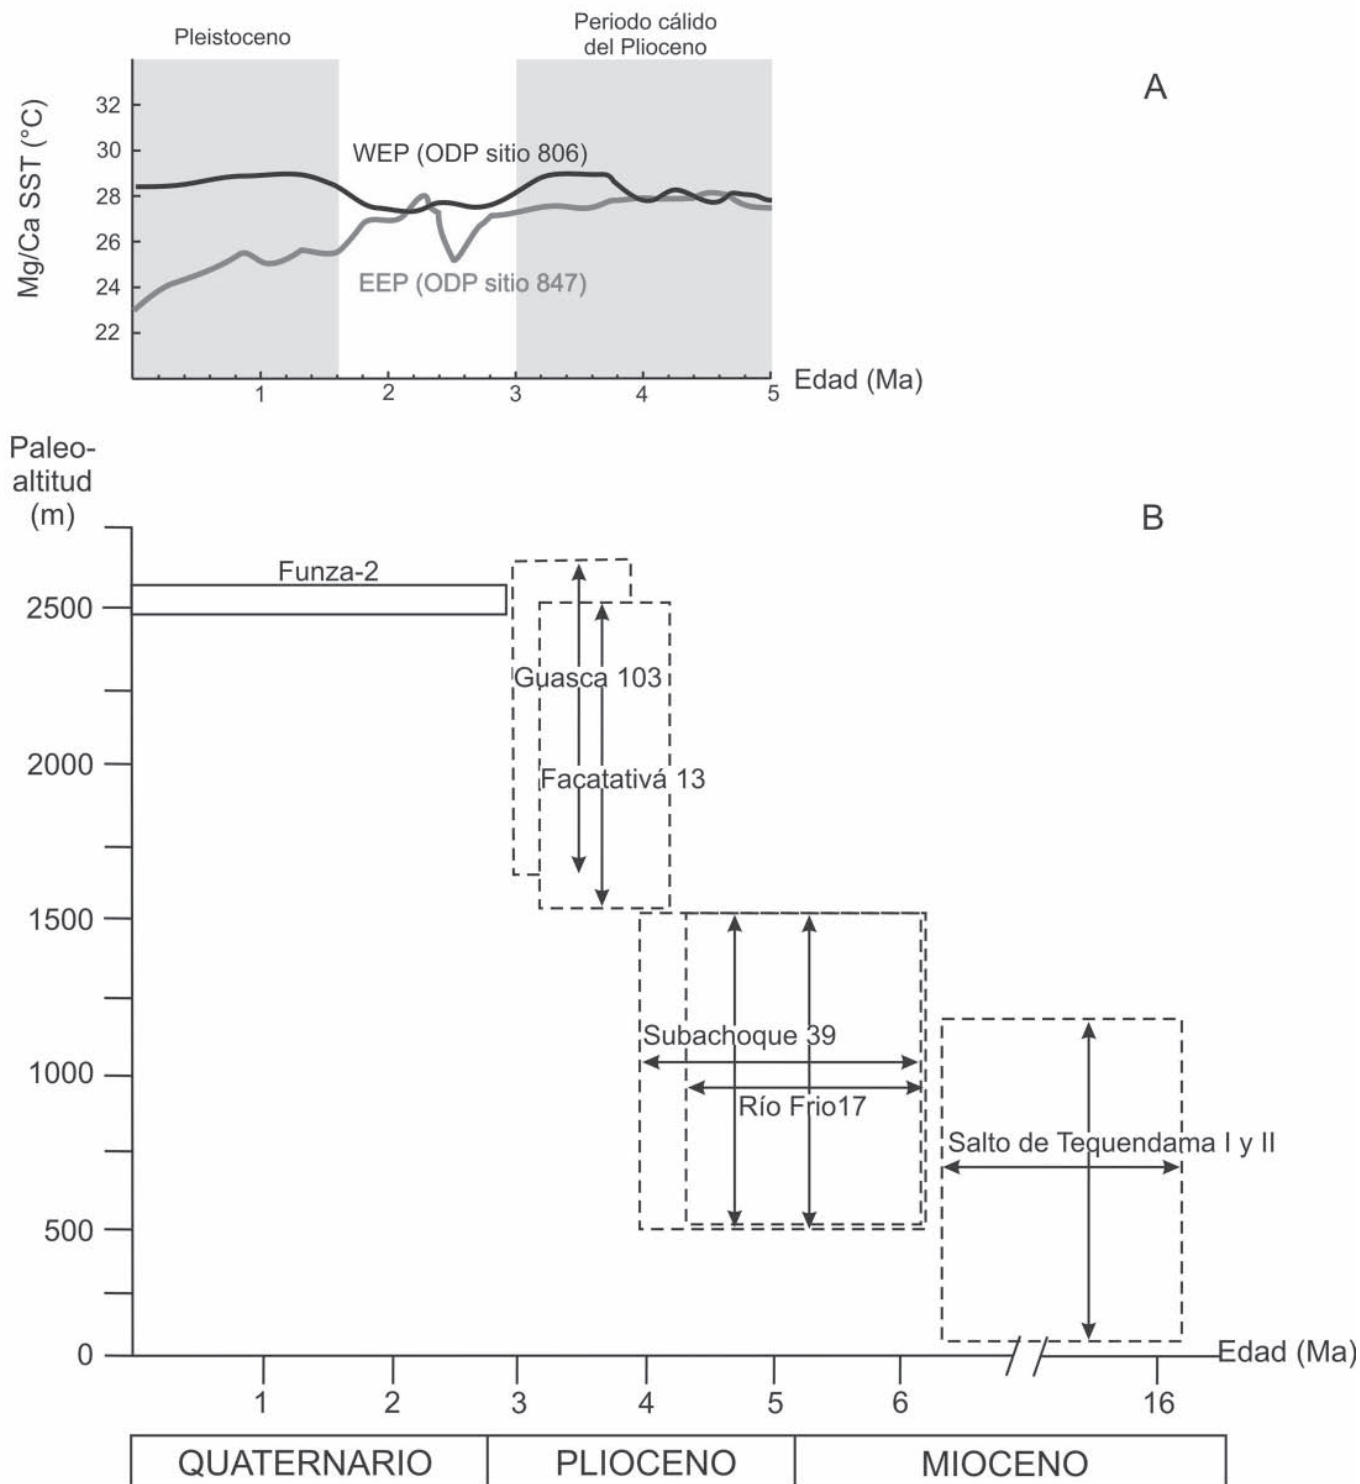 Pleistoceno
Periodo cálido
del Plioceno
A
Mg/Ca SST (°C)
32
30
28
26
24
22
WEP (ODP sitio 806)
EEP (ODP sitio 847)
1
2
3
4
5
Edad (Ma)
Paleo-
altitud
(m)
B
2500
2000
1500
1000
500
0
Funza-2
Guasca 103
Facatativá 13
Subachoque 39
Río Frio17
Salto de Tequendama I y II
Edad (Ma)
1
2
3
4
5
6
16
QUATERNARIO
PLIOCENO
MIOCENO